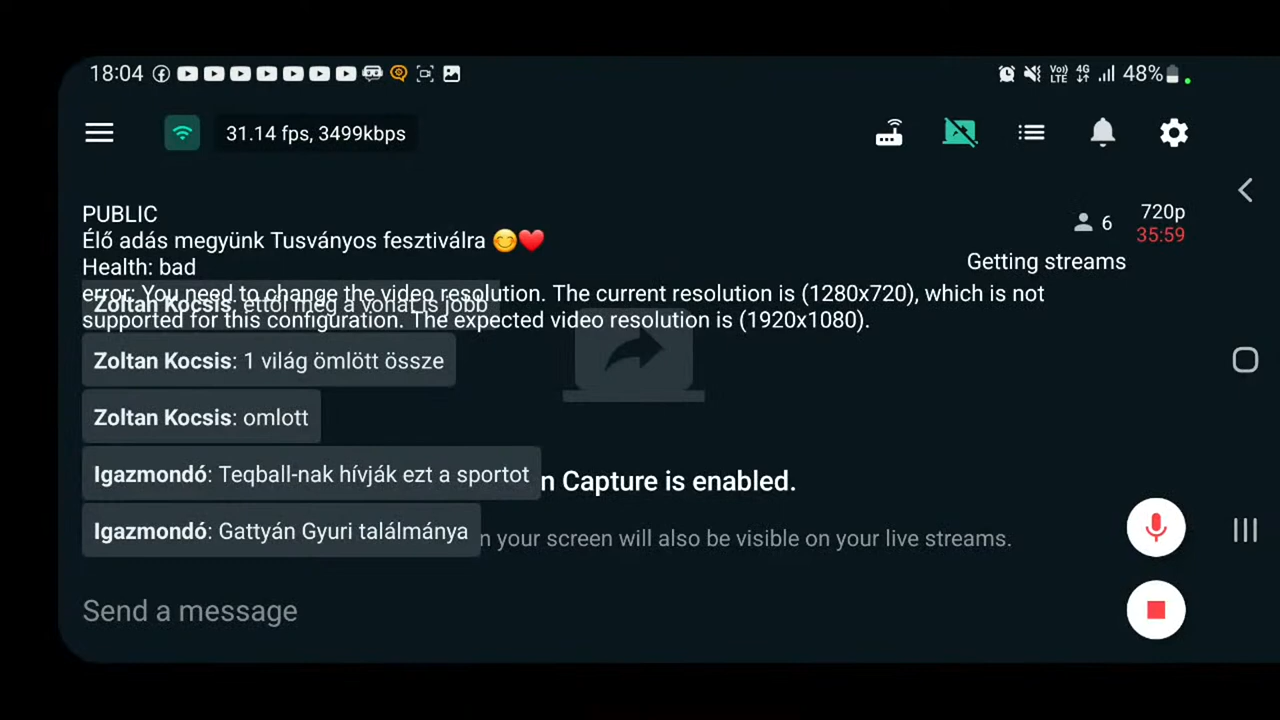 18:04
48%
31.14 fps, 3499kbps
PUBLIC
6
720p
Élő adás megyünk Tusványos fesztiválra 😊❤️
35:59
Health: bad
Getting streams
error: You need to change the video resolution. The current resolution is (1280x720), which is not
Zoltan Kocsis: ettől még a vonat is jobb
supported for this configuration. The expected video resolution is (1920x1080).
Zoltan Kocsis: 1 világ ömlött össze
Zoltan Kocsis: omlott
Igazmondó: Teqball-nak hívják ezt a sportot
n Capture is enabled.
Igazmondó: Gattyán Gyuri találmánya
n your screen will also be visible on your live streams.
Send a message